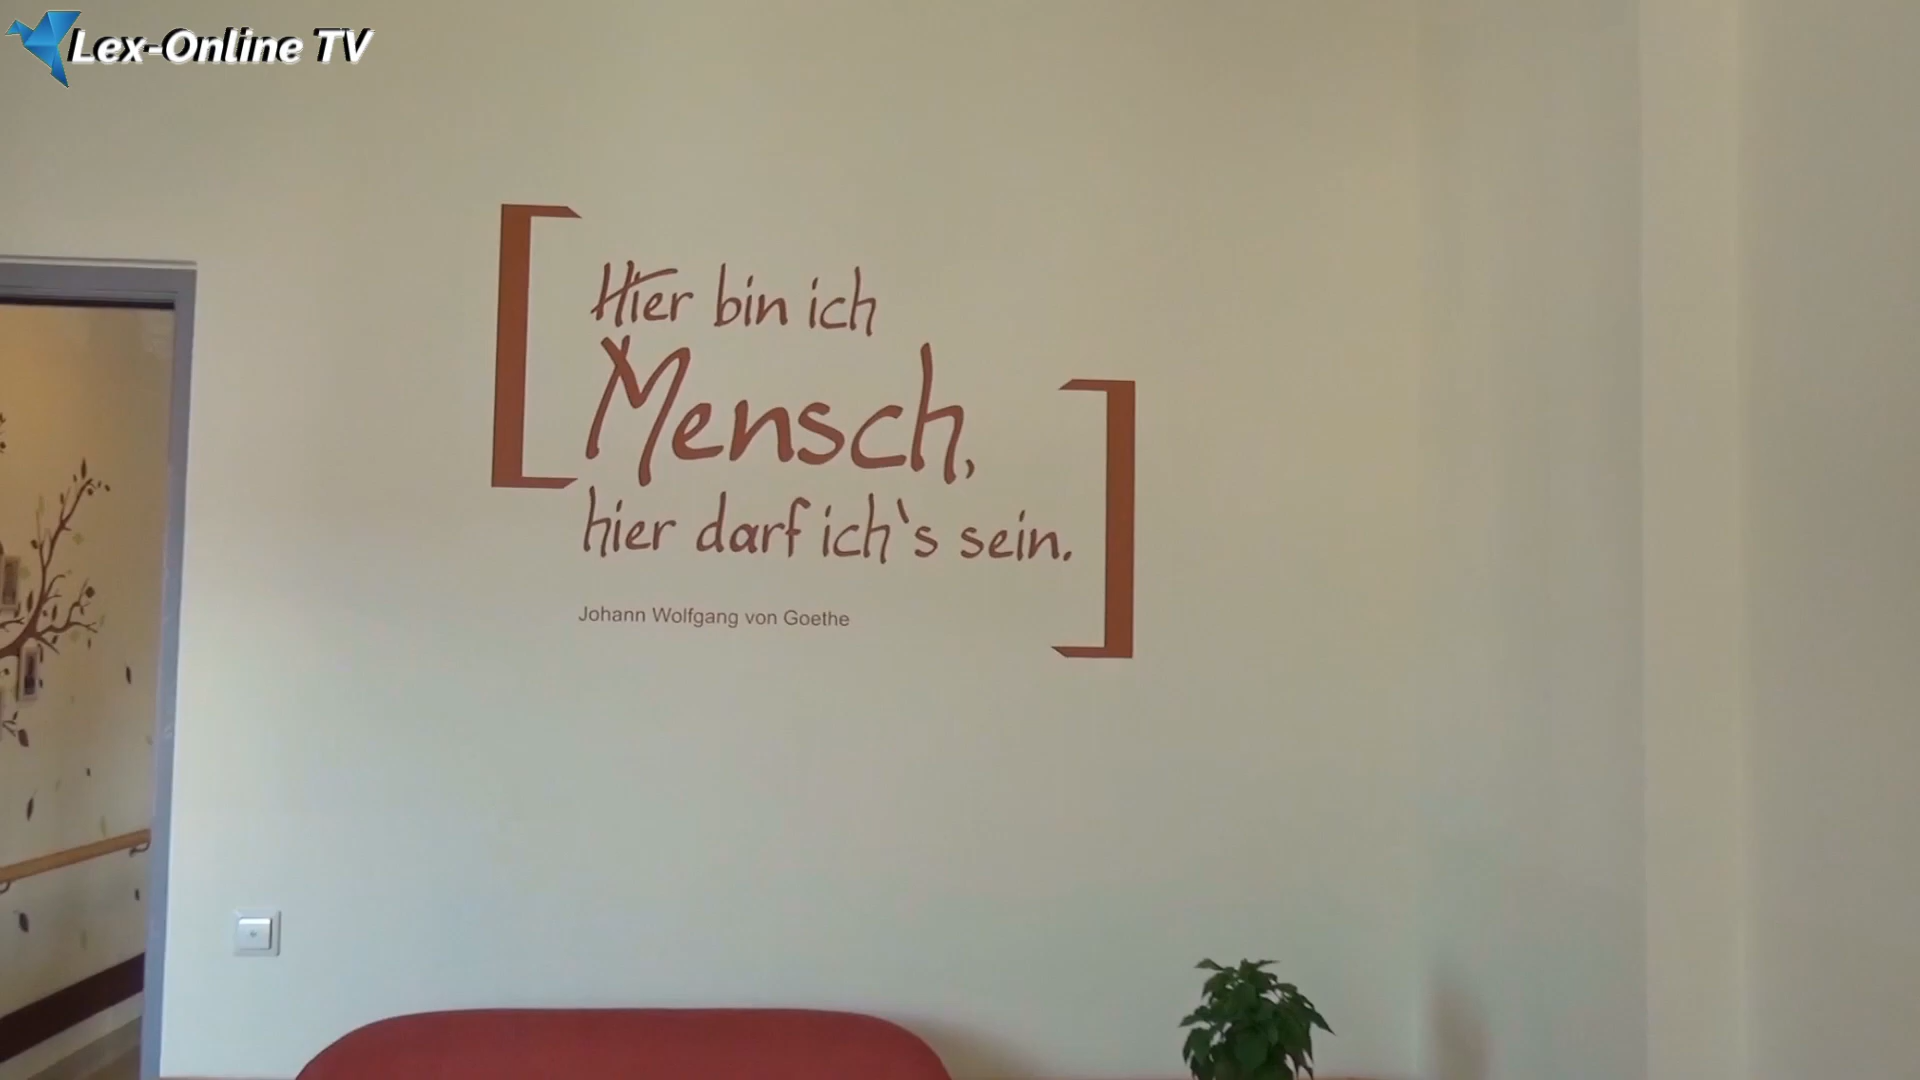 Lex-Online TV
Hier bin ich
Mensch,
hier darf ich's sein.
Johann Wolfgang von Goethe